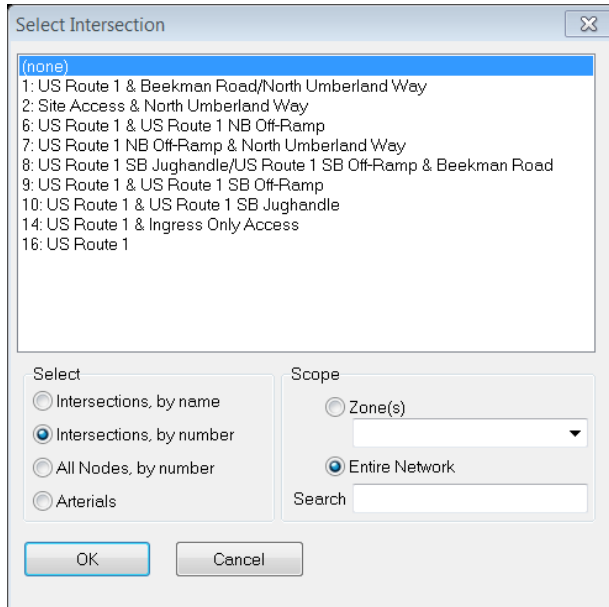 Select Intersection
(none)
1: US Route 1 & Beekman Road/North Umberland Way
2: Site Access & North Umberland Way
6: US Route 1 & US Route 1 NB Off-Ramp
7: US Route 1 NB Off-Ramp & North Umberland Way
8: US Route 1 SB Jughandle/US Route 1 SB Off-Ramp & Beekman Road
9: US Route 1 & US Route 1 SB Off-Ramp
10: US Route 1 & US Route 1 SB Jughandle
14: US Route 1 & Ingress Only Access
16: US Route 1
Select
Intersections, by name
Intersections, by number
All Nodes, by number
Arterials
Scope
Zone(s)
Entire Network
Search
OK
Cancel